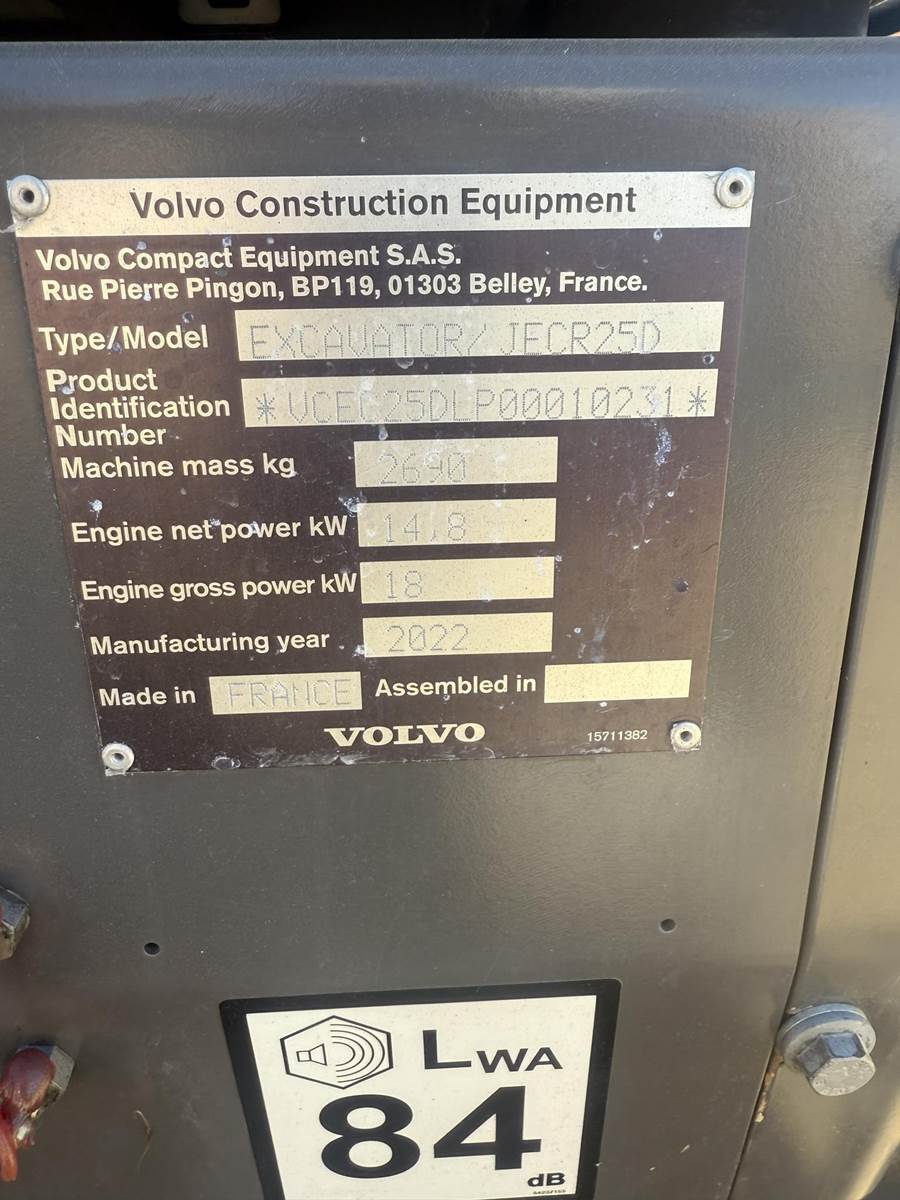 Volvo Construction Equipment
Volvo Compact Equipment S.A.S.
Rue Pierre Pingon, BP119, 01303 Belley, France.
Type/Model EXCAVATOR/ JECR25D
Product Identification Number *VCEC25DLP00010231*
Machine mass kg 2690
Engine net power kW 14.8
Engine gross power kW 18
Manufacturing year 2022
Made in FRANCE Assembled in
VOLVO 15711382
LWA
84
dB